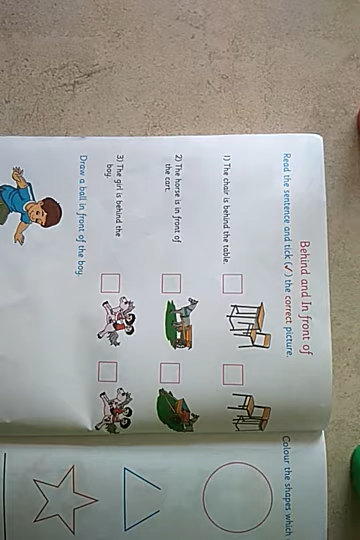 Behind and In front of
Read the sentence and tick (✓) the correct picture.
1) The chair is behind the table.
2) The horse is in front of
the cart.
3) The girl is behind the
boy.
Draw a ball in front of the boy.
Colour the shapes which